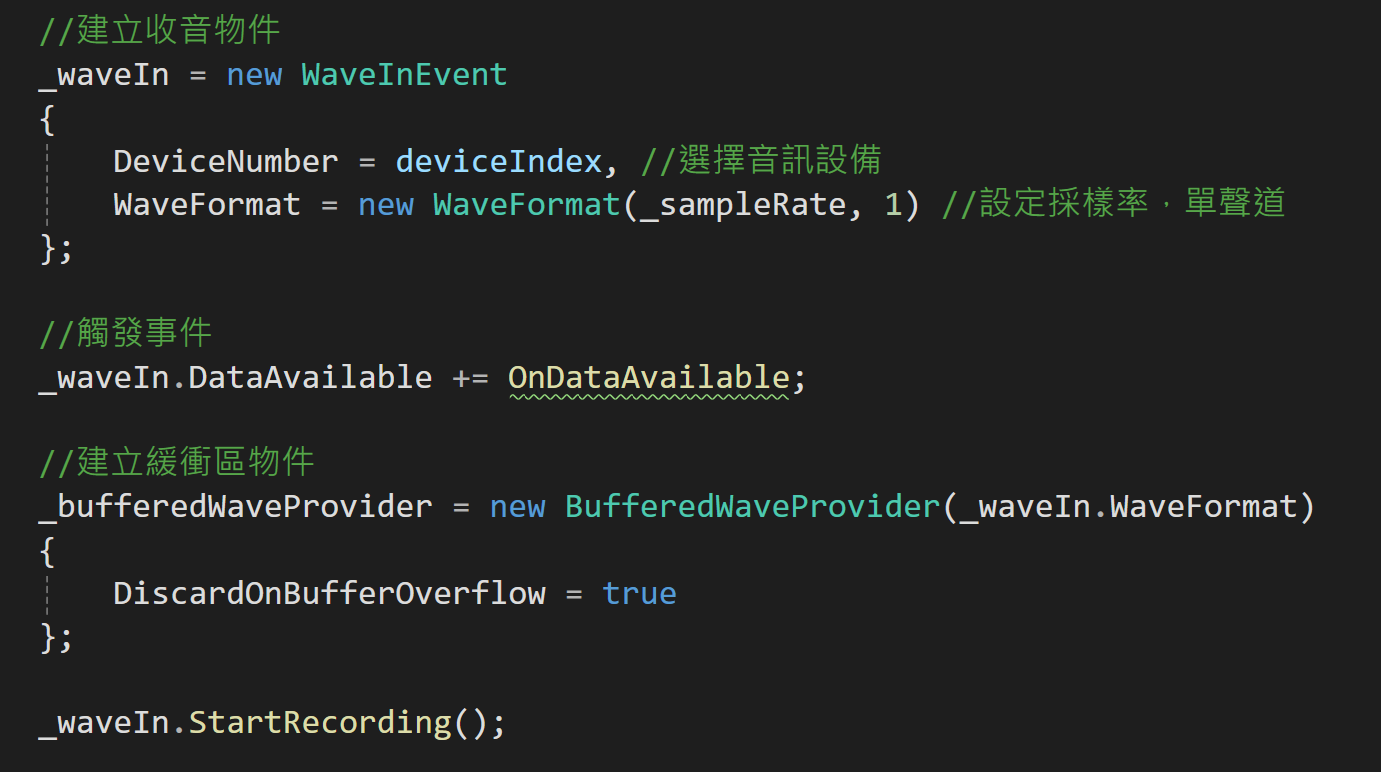 //建立收音物件
_waveIn = new WaveInEvent
{
    DeviceNumber = deviceIndex, //選擇音訊設備
    WaveFormat = new WaveFormat(_sampleRate, 1) //設定採樣率，單聲道
};
//觸發事件
_waveIn.DataAvailable += OnDataAvailable;
//建立緩衝區物件
_bufferedWaveProvider = new BufferedWaveProvider(_waveIn.WaveFormat)
{
    DiscardOnBufferOverflow = true
};
_waveIn.StartRecording();